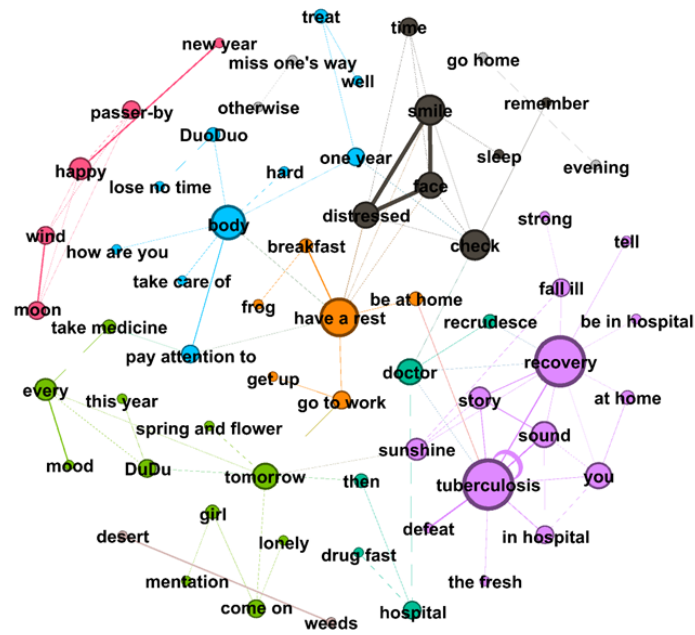 treat
time
new year
miss one's way
well
go home
passer-by
otherwise
smile
remember
DuoDuo
happy
one year
sleep
evening
lose no time
hard
face
distressed
strong
body
wind
how are you
breakfast
check
tell
take care of
fall ill
moon
frog
be at home
have a rest
recrudesce
be in hospital
take medicine
pay attention to
recovery
every
get up
doctor
this year
go to work
story
at home
spring and flower
sound
mood
DuDu
tomorrow
sunshine
then
tuberculosis
you
girl
desert
lonely
defeat
in hospital
drug fast
mentation
the fresh
come on
weeds
hospital